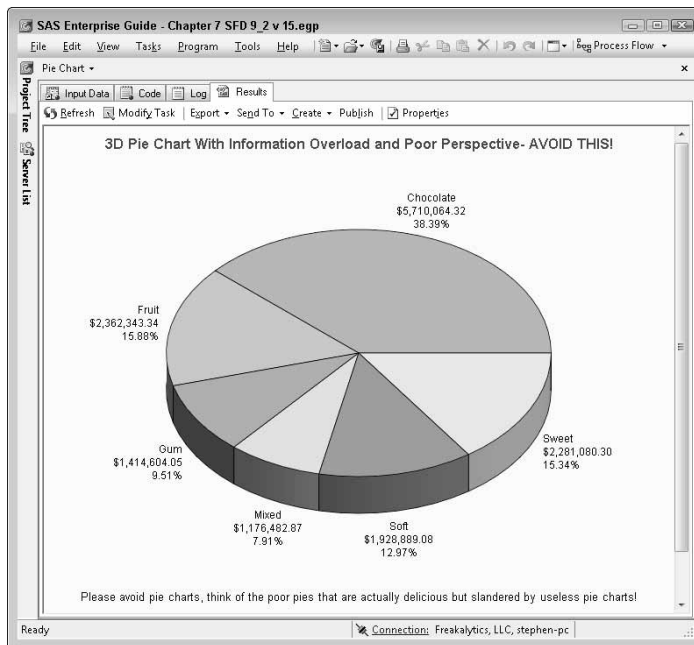 SAS Enterprise Guide - Chapter 7 SFD 9_2 v 15.egp
File Edit View Tasks Program Tools Help Process Flow
Pie Chart
Project Tree
Server List
Input Data Code Log Results
Refresh Modify Task Export Send To Create Publish Properties
3D Pie Chart With Information Overload and Poor Perspective- AVOID THIS!
Chocolate
$5,710,064.32
38.39%
Fruit
$2,362,343.34
15.88%
Gum
$1,414,604.05
9.51%
Mixed
$1,176,482.87
7.91%
Soft
$1,928,889.08
12.97%
Sweet
$2,281,080.30
15.34%
Please avoid pie charts, think of the poor pies that are actually delicious but slandered by useless pie charts!
Ready
Connection: Freakalytics, LLC, stephen-pc